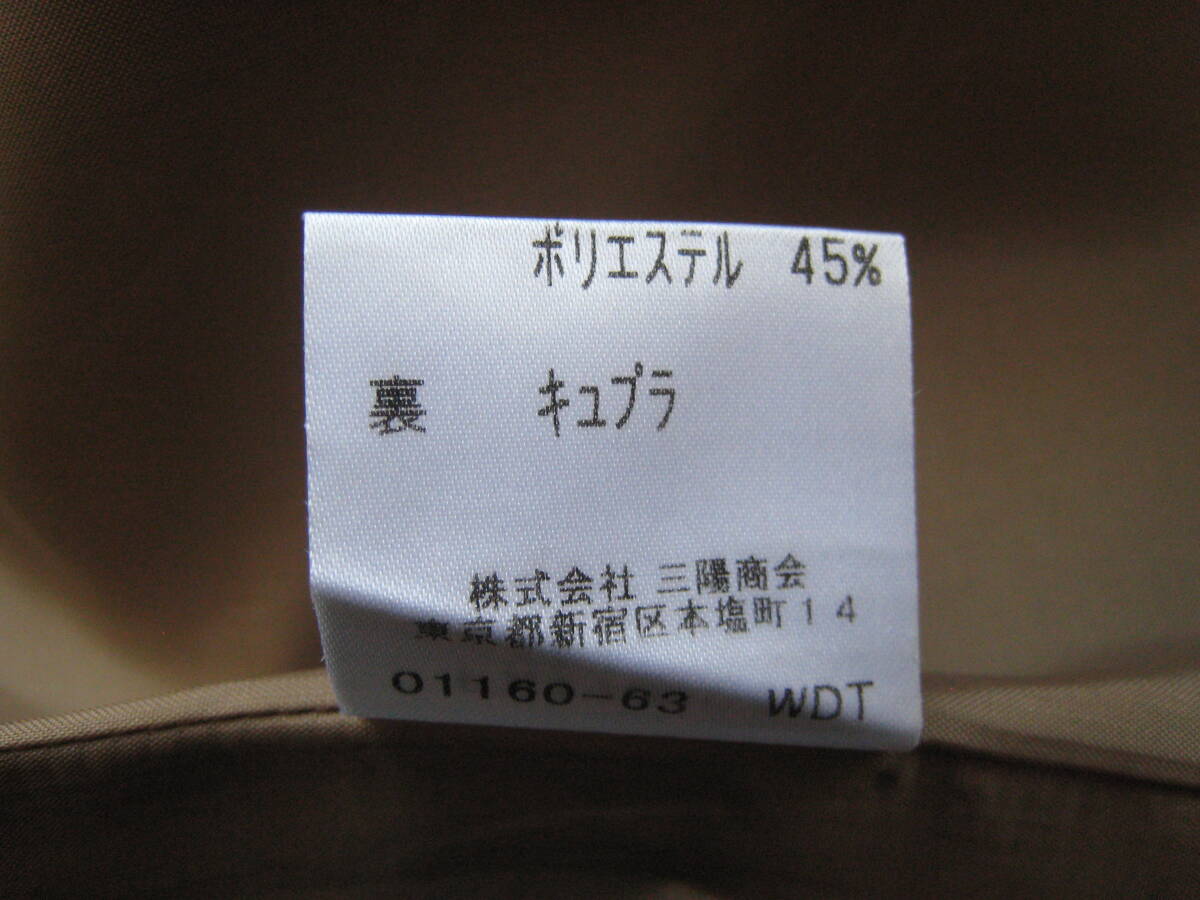 ポリエステル 45%
裏 キュプラ
株式会社 三陽商会
東京都新宿区本塩町14
01160-63 WDT